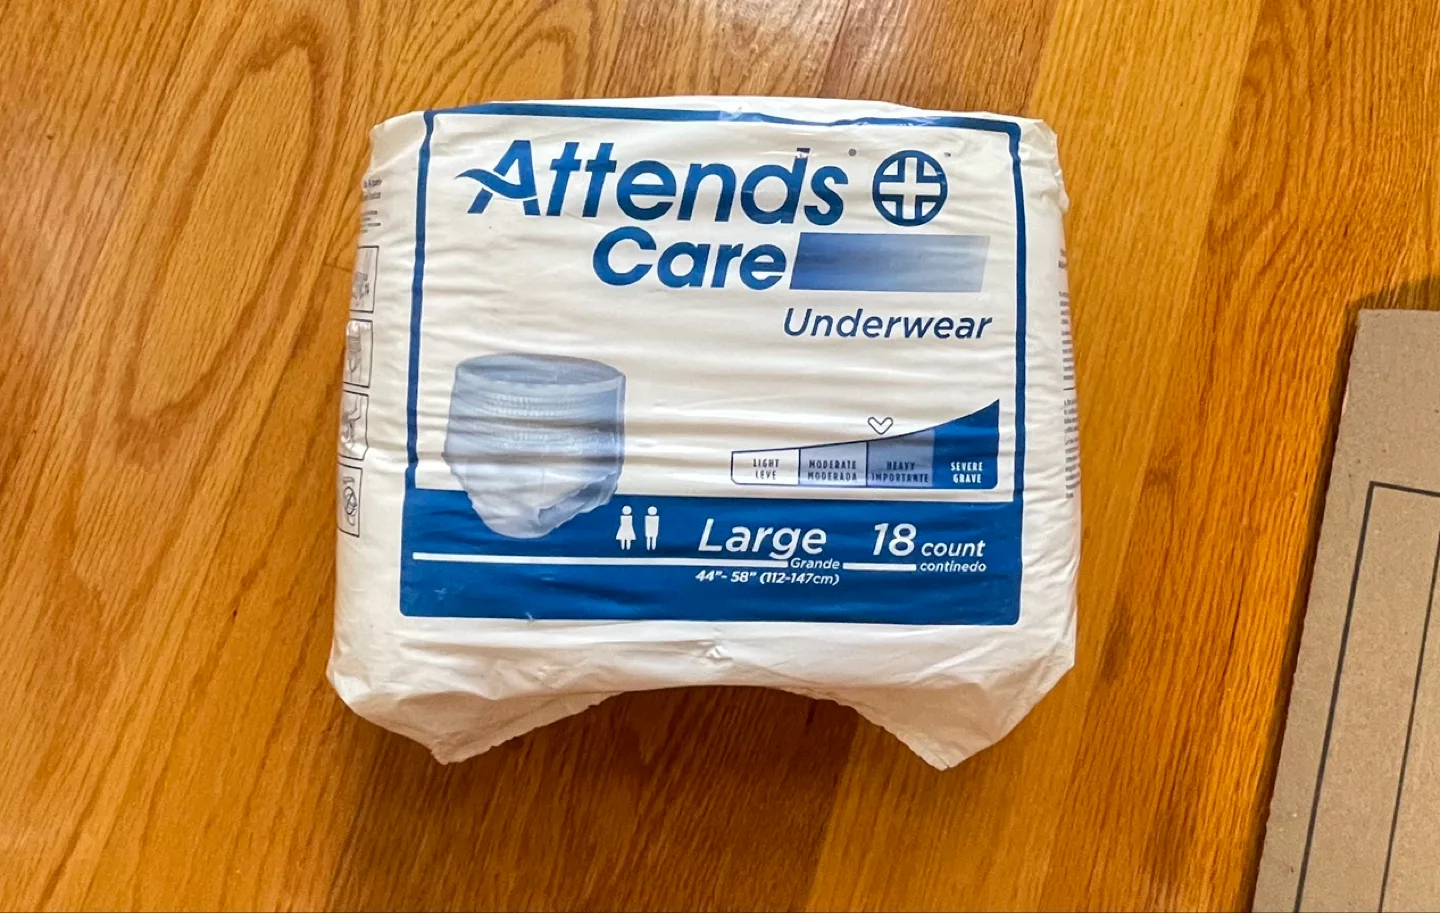 Attends®
Care
Underwear
LIGHT
LEVE
MODERATE
MODERADA
HEAVY
IMPORTANTE
SEVERE
GRAVE
Large
Grande
44"- 58" (112-147cm)
18 count
continedo